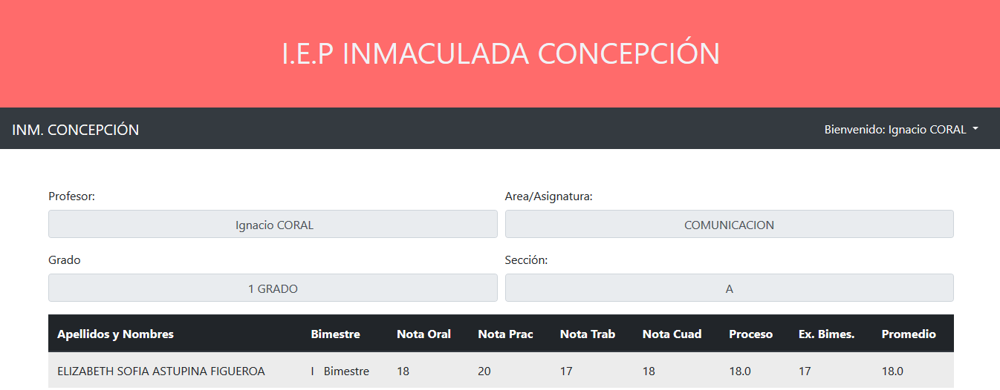 I.E.P INMACULADA CONCEPCIÓN
INM. CONCEPCIÓN Bienvenido: Ignacio CORAL
Profesor: Area/Asignatura:
Ignacio CORAL COMUNICACION
Grado Sección:
1 GRADO A
Apellidos y Nombres Bimestre Nota Oral Nota Prac Nota Trab Nota Cuad Proceso Ex. Bimes. Promedio
ELIZABETH SOFIA ASTUPINA FIGUEROA I Bimestre 18 20 17 18 18.0 17 18.0